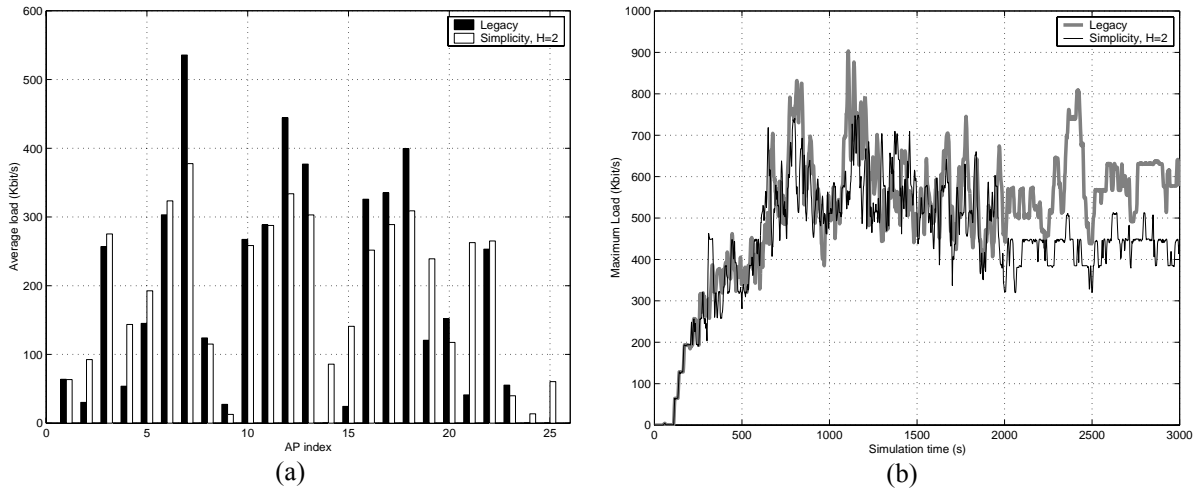 600
500
400
300
200
100
0
Average load (Kbit/s)
0 5 10 15 20 25
AP index
Legacy
Simplicity, H=2
(a)
1000
900
800
700
600
500
400
300
200
100
0
Maximum Load (Kbit/s)
0 500 1000 1500 2000 2500 3000
Simulation time (s)
Legacy
Simplicity, H=2
(b)